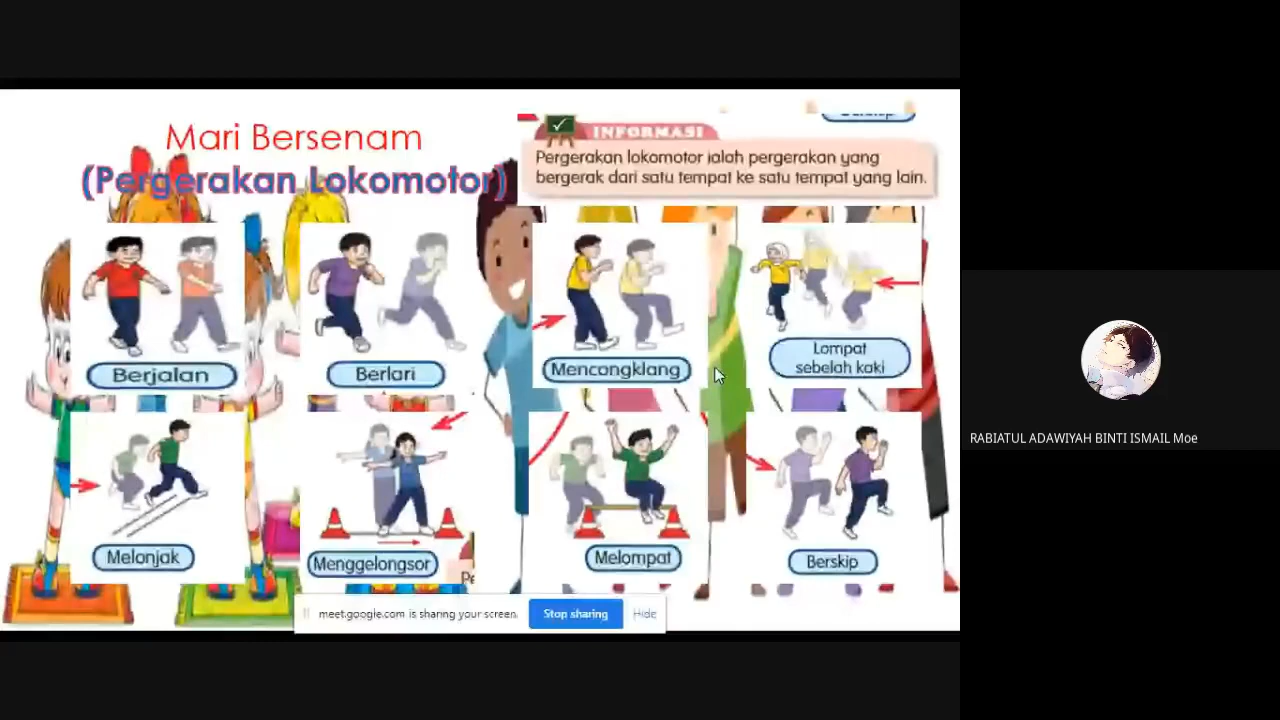 Mari Bersenam
(Pergerakan Lokomotor)
INFORMASI
Pergerakan lokomotor ialah pergerakan yang
bergerak dari satu tempat ke satu tempat yang lain.
Berjalan
Berlari
Mencongklang
Lompat
sebelah kaki
Melonjak
Menggelongsor
Melompat
Berskip
meet.google.com is sharing your screen.
Stop sharing
Hide
RABIATUL ADAWIYAH BINTI ISMAIL Moe